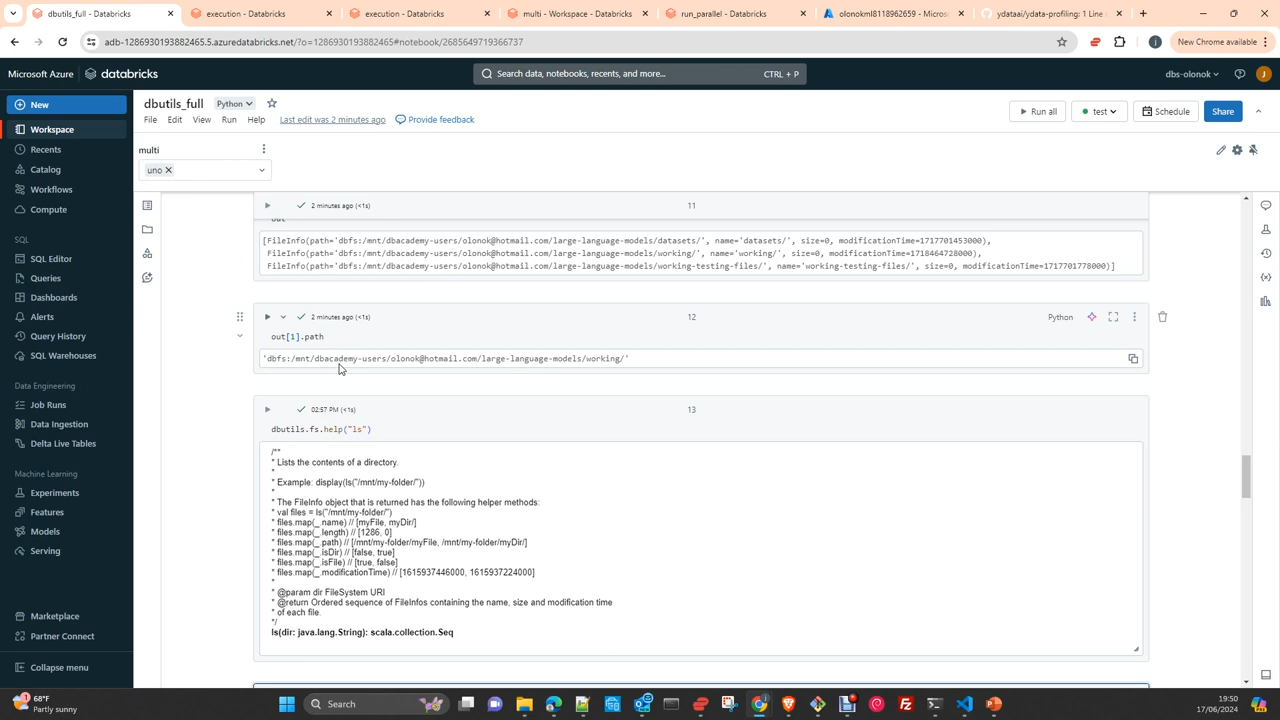 dbutils_full - Databricks
execution - Databricks
execution - Databricks
multi - Workspace - Databricks
run_parallel - Databricks
olonokml8118962659 - Micros
ydataai/ydata-profiling: 1 Line
adb-1286930193882465.5.azuredatabricks.net/?o=1286930193882465#notebook/2685649719366737
New Chrome available
Microsoft Azure
databricks
Search data, notebooks, recents, and more...
CTRL + P
dbs-olonok
J
New
Workspace
Recents
Catalog
Workflows
Compute
SQL
SQL Editor
Queries
Dashboards
Alerts
Query History
SQL Warehouses
Data Engineering
Job Runs
Data Ingestion
Delta Live Tables
Machine Learning
Experiments
Features
Models
Serving
Marketplace
Partner Connect
Collapse menu
dbutils_full
Python
File Edit View Run Help
Last edit was 2 minutes ago
Provide feedback
Run all
test
Schedule
Share
multi
uno
2 minutes ago (<1s)
11
out
[FileInfo(path='dbfs:/mnt/dbacademy-users/olonok@hotmail.com/large-language-models/datasets/', name='datasets/', size=0, modificationTime=1717701453000),
FileInfo(path='dbfs:/mnt/dbacademy-users/olonok@hotmail.com/large-language-models/working/', name='working/', size=0, modificationTime=1718464728000),
FileInfo(path='dbfs:/mnt/dbacademy-users/olonok@hotmail.com/large-language-models/working-testing-files/', name='working-testing-files/', size=0, modificationTime=1717701778000)]
2 minutes ago (<1s)
12
Python
out[1].path
'dbfs:/mnt/dbacademy-users/olonok@hotmail.com/large-language-models/working/'
02:57 PM (<1s)
13
dbutils.fs.help("ls")
/**
* Lists the contents of a directory.
*
* Example: display(ls("/mnt/my-folder/"))
*
* The FileInfo object that is returned has the following helper methods:
* val files = ls("/mnt/my-folder/")
* files.map(_.name) // [myFile, myDir/]
* files.map(_.length) // [1286, 0]
* files.map(_.path) // [/mnt/my-folder/myFile, /mnt/my-folder/myDir/]
* files.map(_.isDir) // [false, true]
* files.map(_.isFile) // [true, false]
* files.map(_.modificationTime) // [1615937446000, 1615937224000]
*
* @param dir FileSystem URI
* @return Ordered sequence of FileInfos containing the name, size and modification time
* of each file.
*/
ls(dir: java.lang.String): scala.collection.Seq
68°F
Partly sunny
Search
19:50
17/06/2024